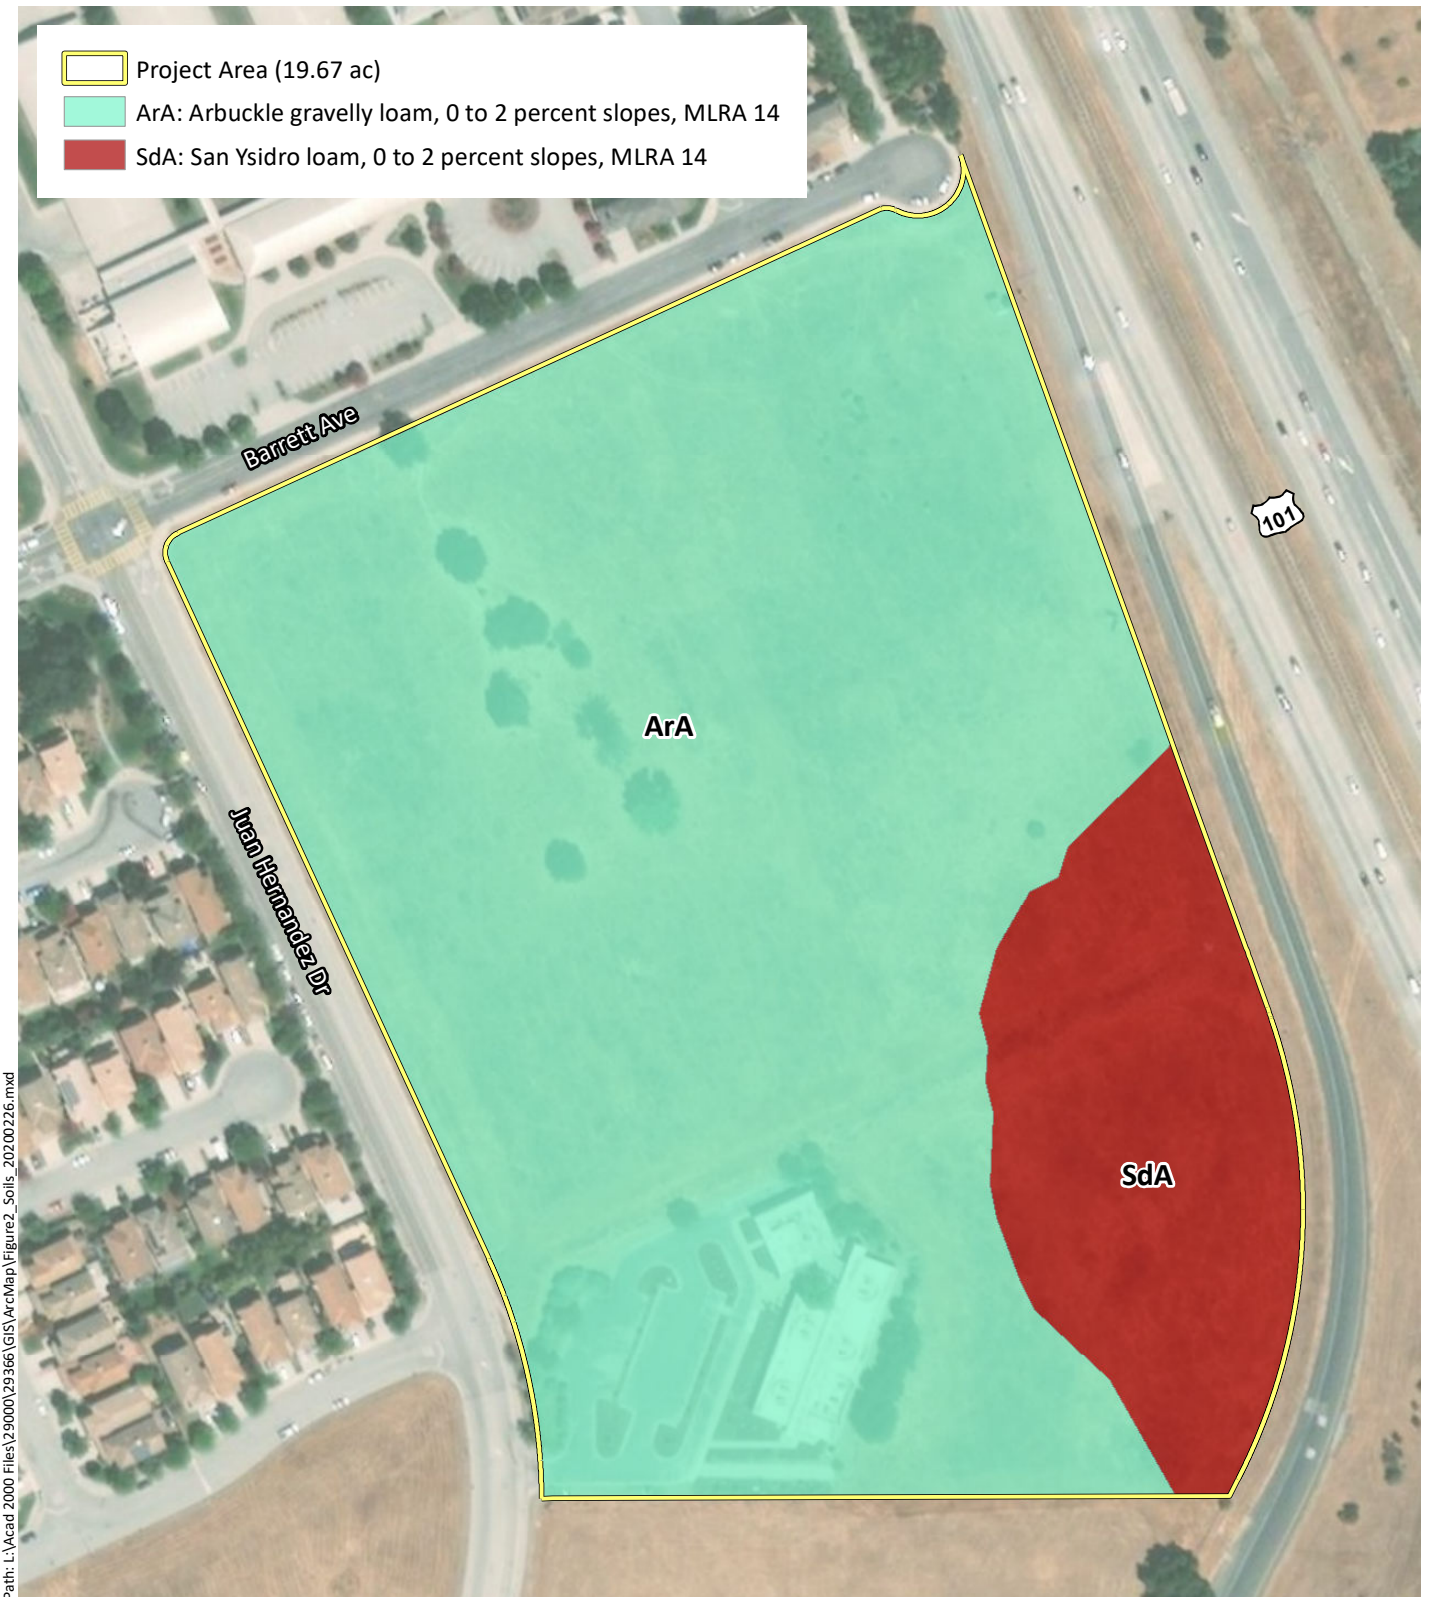 Project Area (19.67 ac)
ArA: Arbuckle gravelly loam, 0 to 2 percent slopes, MLRA 14
SdA: San Ysidro loam, 0 to 2 percent slopes, MLRA 14
Barrett Ave
101
ArA
Juan Hernandez Dr
SdA
Path: L:\Acad 2000 Files\29000\29366\GIS\ArcMap\Figure2_Soils_20200226.mxd